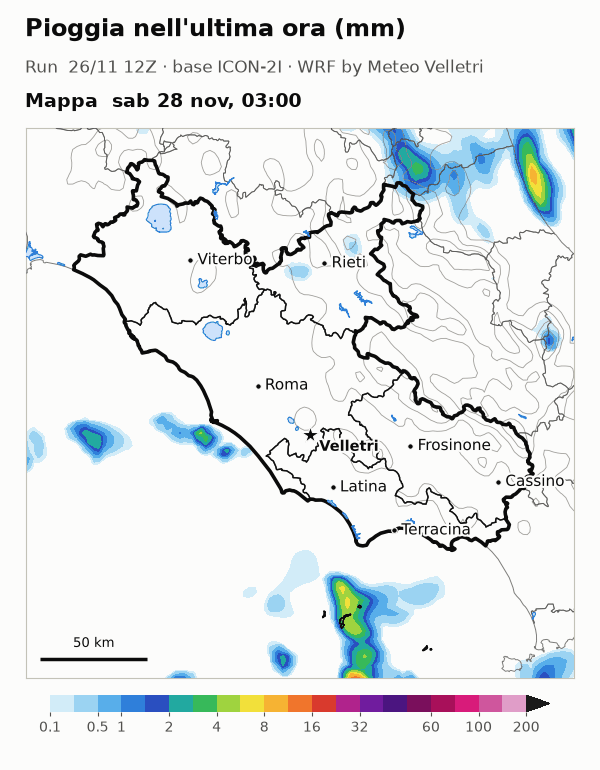 Pioggia nell'ultima ora (mm)
Run  26/11 12Z · base ICON-2I · WRF by Meteo Velletri
Mappa  sab 28 nov, 03:00
Viterbo
Rieti
Roma
Velletri
Frosinone
Latina
Cassino
Terracina
50 km
0.1 0.5 1 2 4 8 16 32 60 100 200